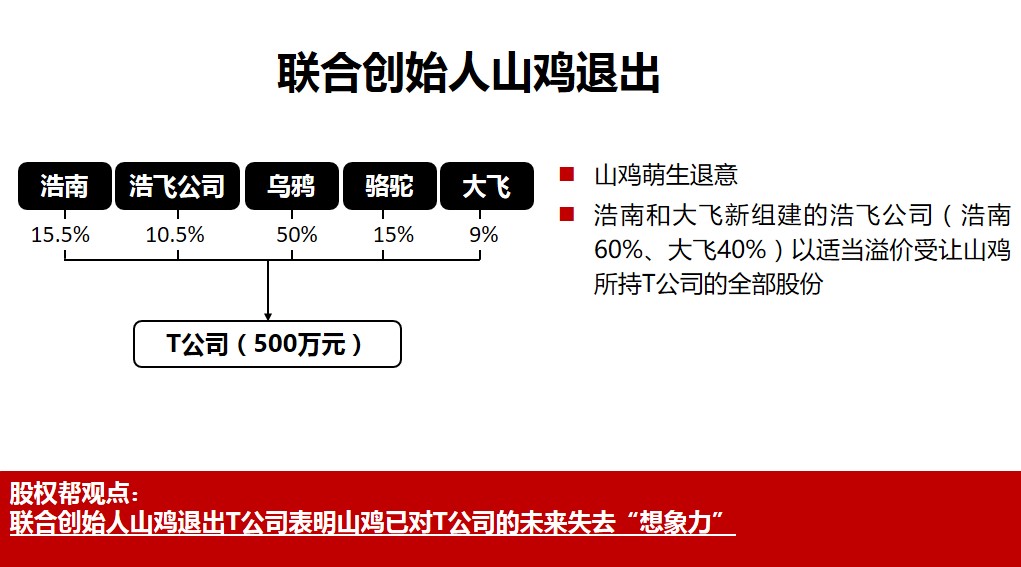 联合创始人山鸡退出
浩南 浩飞公司 乌鸦 骆驼 大飞
15.5% 10.5% 50% 15% 9%
T公司（500万元）
山鸡萌生退意
浩南和大飞新组建的浩飞公司（浩南
60%、大飞40%）以适当溢价受让山鸡
所持T公司的全部股份
股权帮观点：
联合创始人山鸡退出T公司表明山鸡已对T公司的未来失去“想象力”